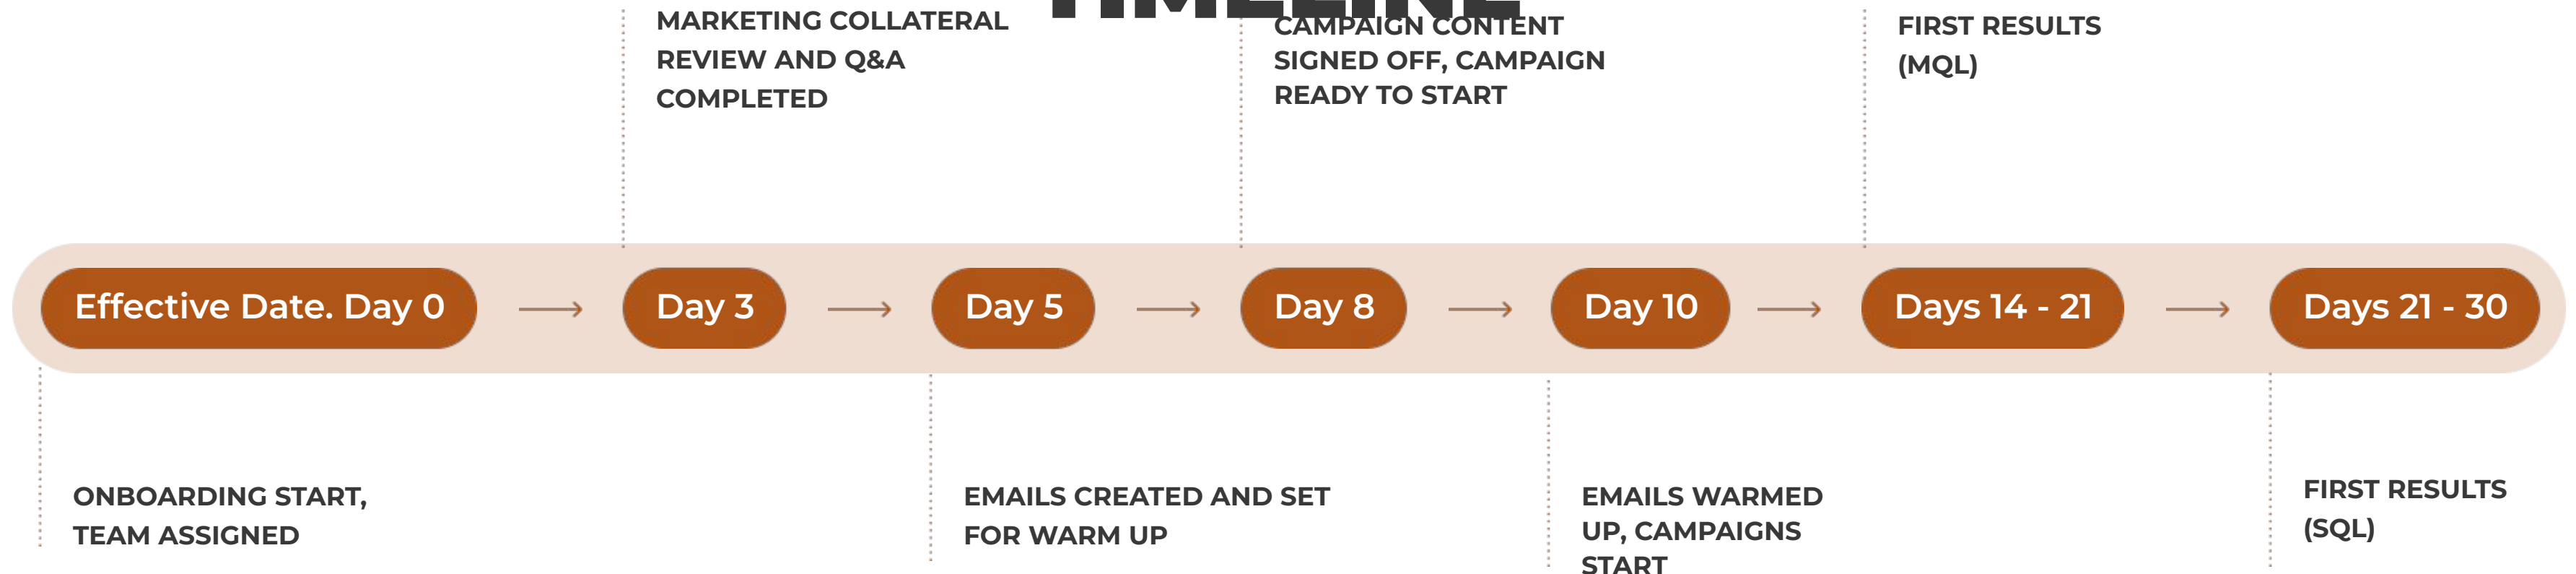 TIMELINE
MARKETING COLLATERAL
REVIEW AND Q&A
COMPLETED
CAMPAIGN CONTENT
SIGNED OFF, CAMPAIGN
READY TO START
FIRST RESULTS
(MQL)
Effective Date. Day 0
Day 3
Day 5
Day 8
Day 10
Days 14 - 21
Days 21 - 30
ONBOARDING START,
TEAM ASSIGNED
EMAILS CREATED AND SET
FOR WARM UP
EMAILS WARMED
UP, CAMPAIGNS
START
FIRST RESULTS
(SQL)